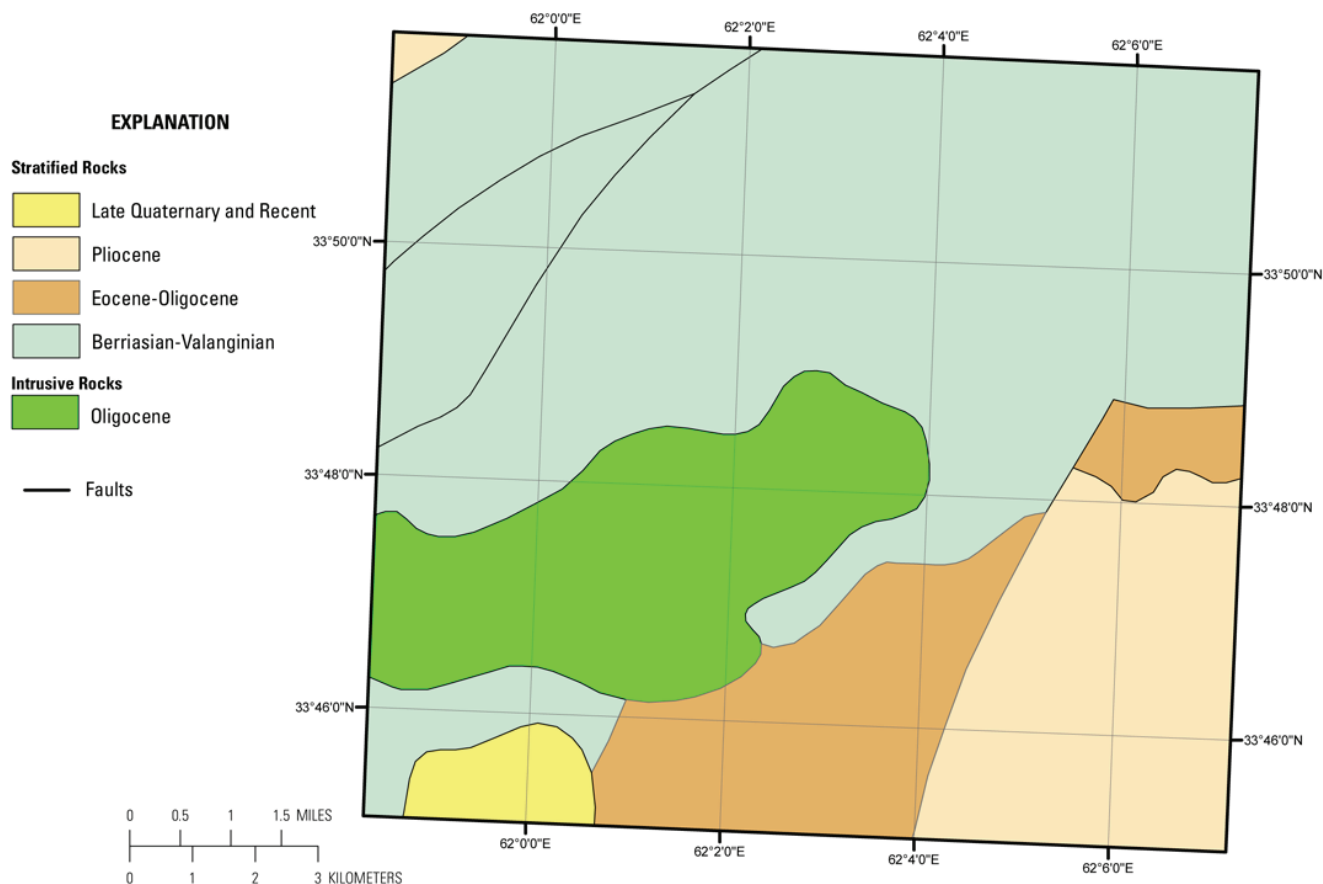 62°0'0"E
62°2'0"E
62°4'0"E
62°6'0"E
EXPLANATION
Stratified Rocks
Late Quaternary and Recent
Pliocene
Eocene-Oligocene
Berriasian-Valanginian
Intrusive Rocks
Oligocene
Faults
33°50'0"N
33°50'0"N
33°48'0"N
33°48'0"N
33°46'0"N
33°46'0"N
0 0.5 1 1.5 MILES
0 1 2 3 KILOMETERS
62°0'0"E
62°2'0"E
62°4'0"E
62°6'0"E